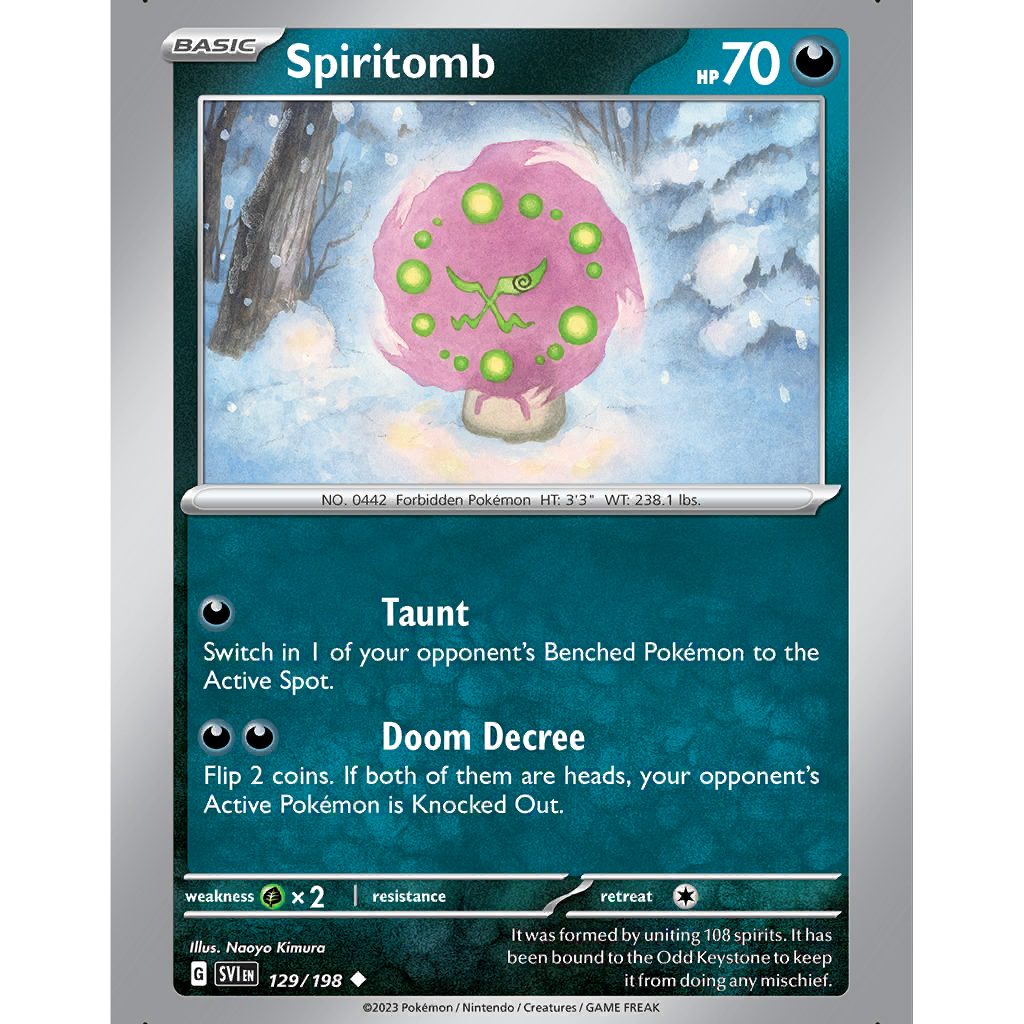 BASIC
Spiritomb
HP 70
NO. 0442 Forbidden Pokémon HT: 3'3" WT: 238.1 lbs.
Taunt
Switch in 1 of your opponent's Benched Pokémon to the
Active Spot.
Doom Decree
Flip 2 coins. If both of them are heads, your opponent's
Active Pokémon is Knocked Out.
weakness ×2 resistance retreat
Illus. Naoyo Kimura
G SVI EN 129/198
It was formed by uniting 108 spirits. It has
been bound to the Odd Keystone to keep
it from doing any mischief.
©2023 Pokémon / Nintendo / Creatures / GAME FREAK